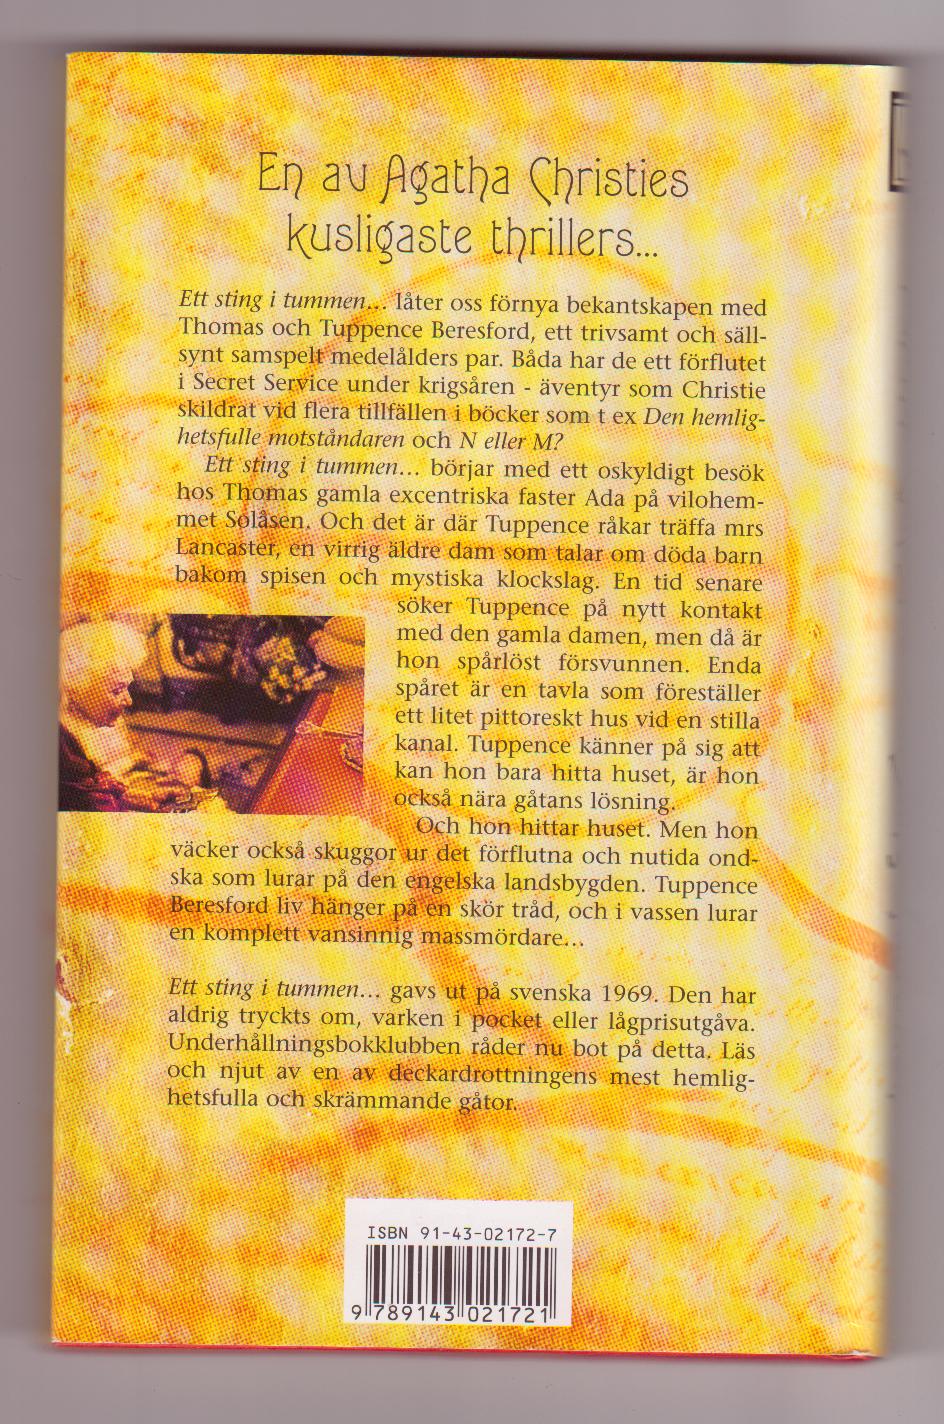 En av Agatha Christies
kusligaste thrillers...
Ett sting i tummen... låter oss förnya bekantskapen med
Thomas och Tuppence Beresford, ett trivsamt och säll-
synt samspelt medelålders par. Båda har de ett förflutet
i Secret Service under krigsåren - äventyr som Christie
skildrat vid flera tillfällen i böcker som t ex Den hemlig-
hetsfulle motståndaren och N eller M?
Ett sting i tummen... börjar med ett oskyldigt besök
hos Thomas gamla excentriska faster Ada på vilohem-
met Solåsen. Och det är där Tuppence råkar träffa mrs
Lancaster, en virrig äldre dam som talar om döda barn
bakom spisen och mystiska klockslag. En tid senare
söker Tuppence på nytt kontakt
med den gamla damen, men då är
hon spårlöst försvunnen. Enda
spåret är en tavla som föreställer
ett litet pittoreskt hus vid en stilla
kanal. Tuppence känner på sig att
kan hon bara hitta huset, är hon
också nära gåtans lösning.
Och hon hittar huset. Men hon
väcker också skuggor ur det förflutna och nutida ond-
ska som lurar på den engelska landsbygden. Tuppence
Beresford liv hänger på en skör tråd, och i vassen lurar
en komplett vansinnig massmördare...
Ett sting i tummen... gavs ut på svenska 1969. Den har
aldrig tryckts om, varken i pocket eller lågprisutgåva.
Underhållningsbokklubben råder nu bot på detta. Läs
och njut av en av deckardrottningens mest hemlig-
hetsfulla och skrämmande gåtor.
ISBN 91-43-02172-7
9 789143 021721